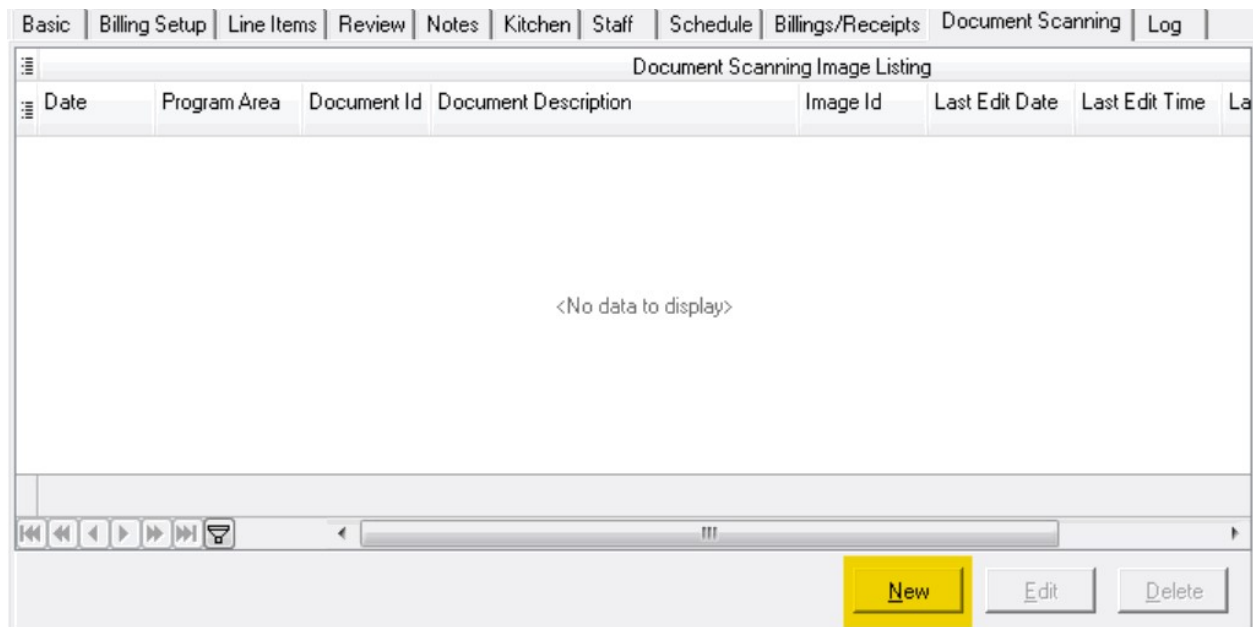 Basic Billing Setup Line Items Review Notes Kitchen Staff Schedule Billings/Receipts Document Scanning Log
Document Scanning Image Listing
Date Program Area Document Id Document Description Image Id Last Edit Date Last Edit Time La
<No data to display>
New Edit Delete